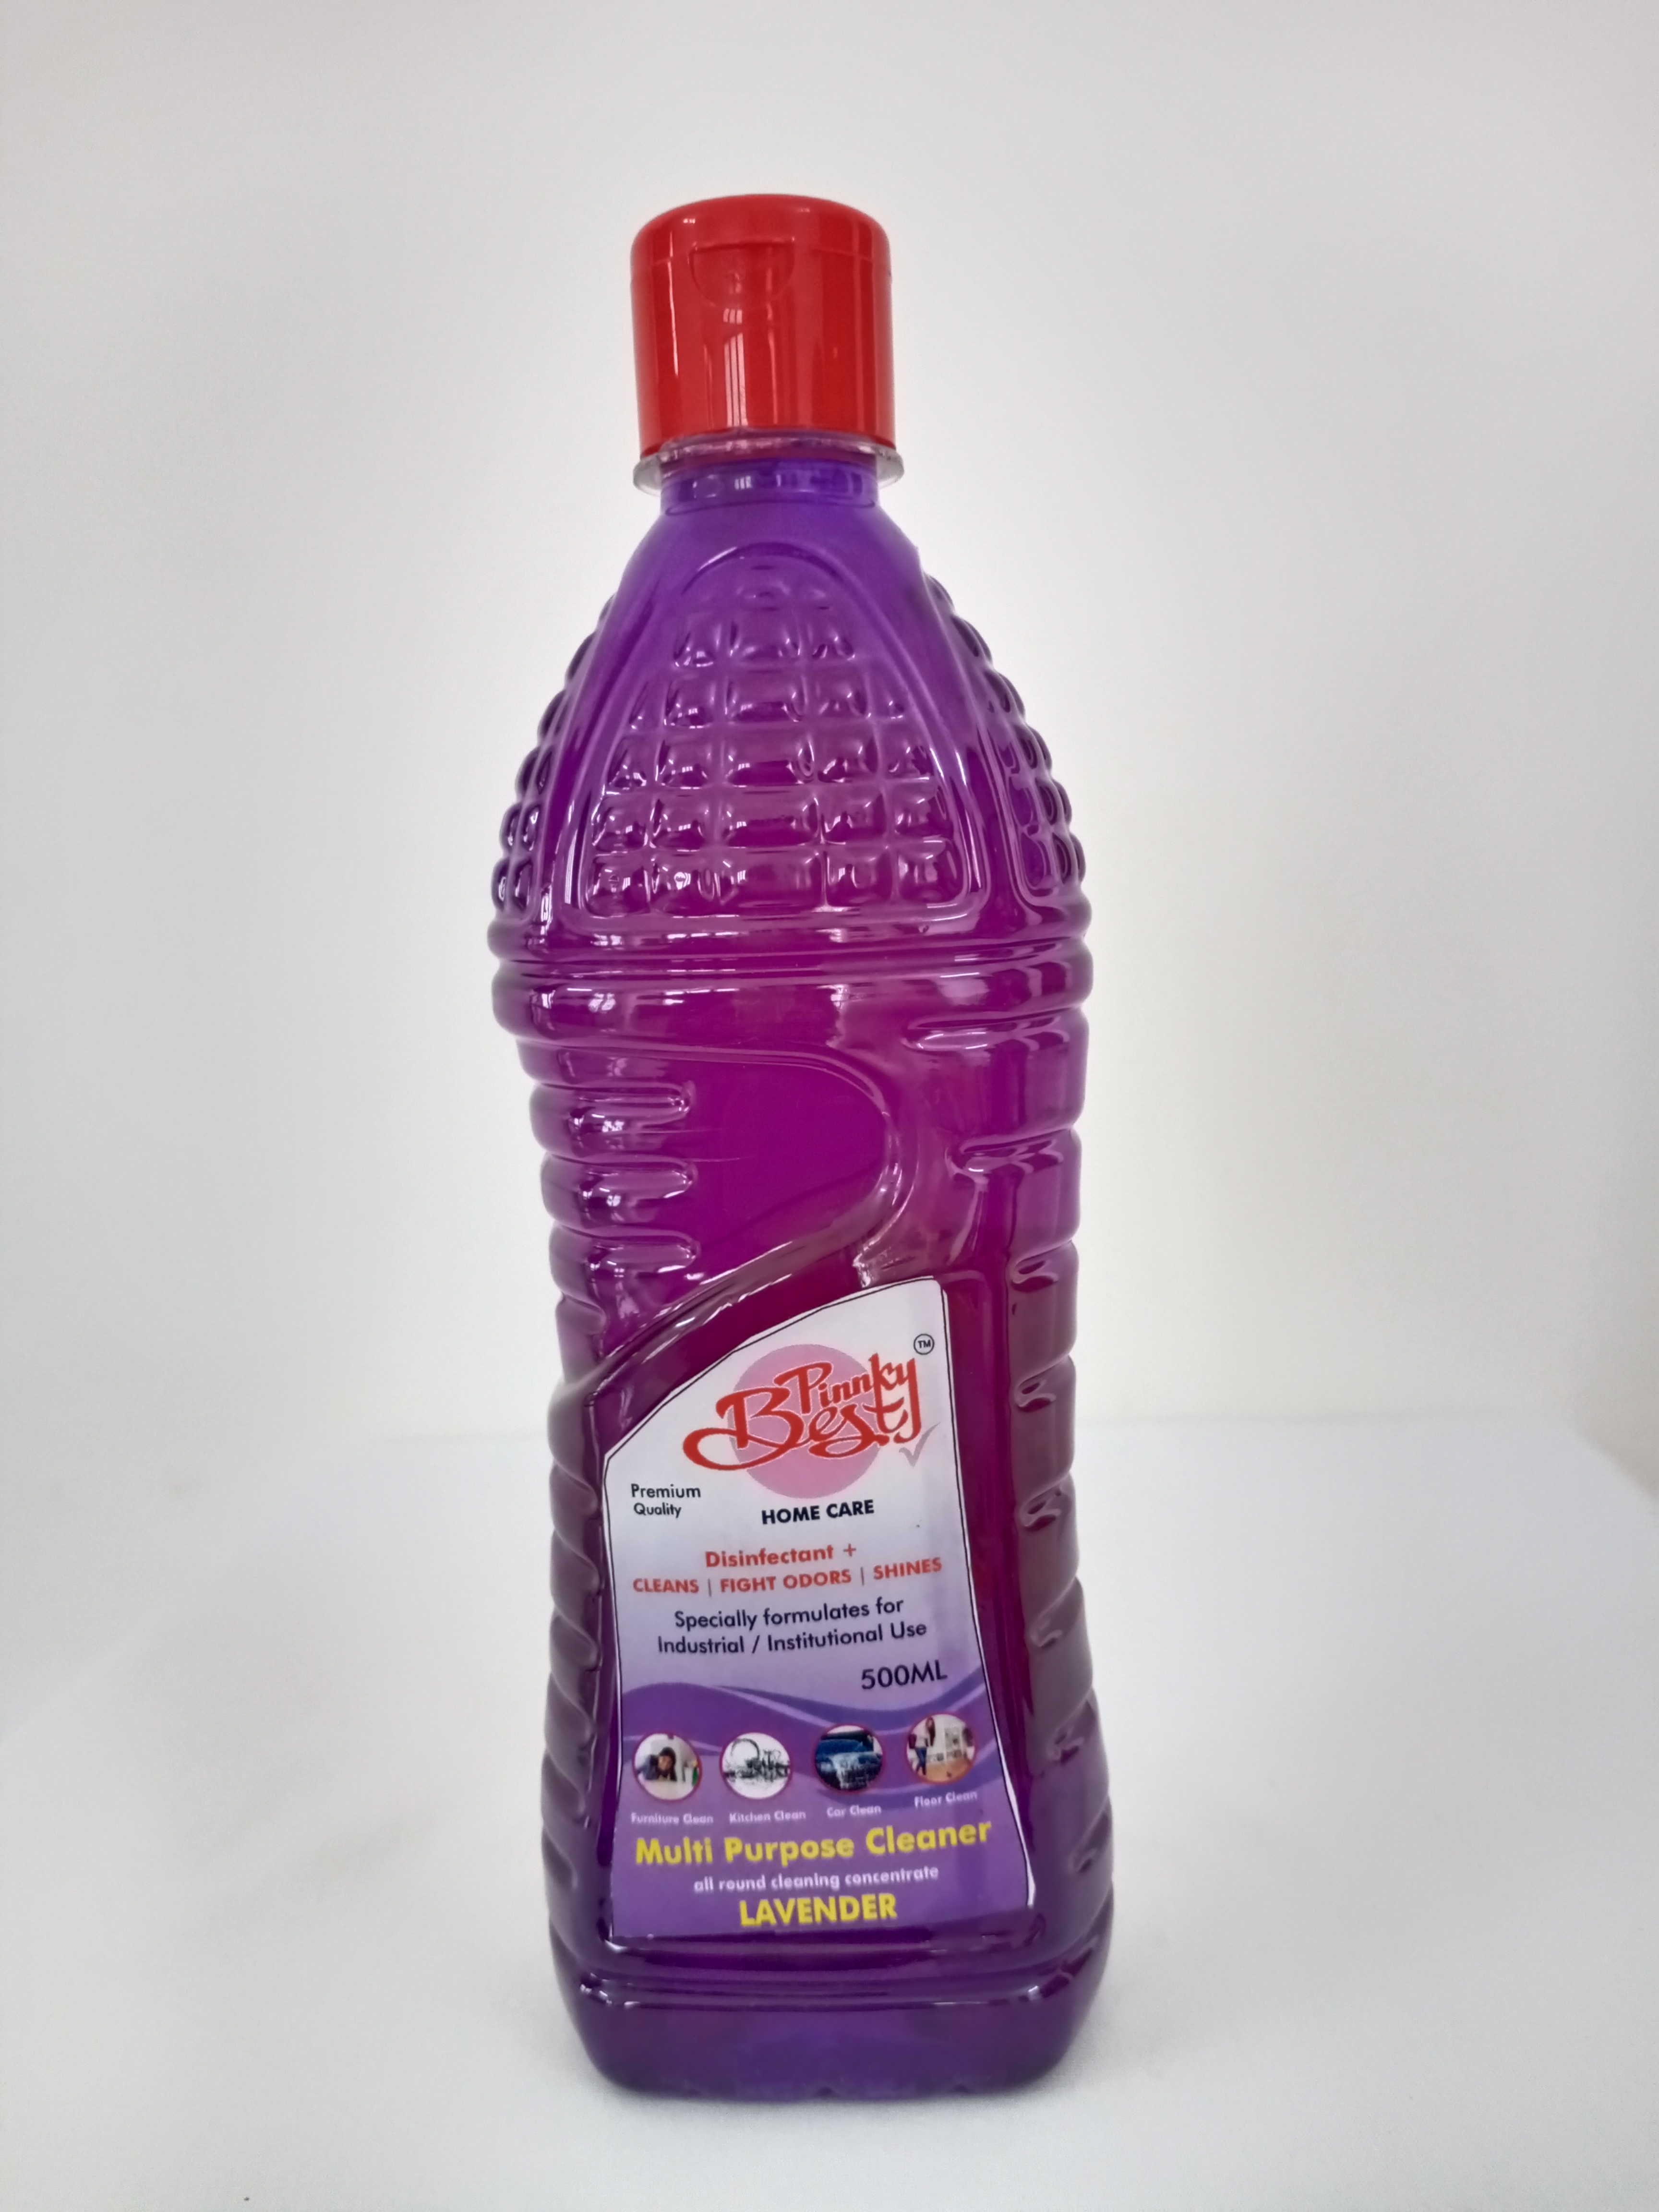 Pinnky TM
Best
Premium
Quality
HOME CARE
Disinfectant +
CLEANS | FIGHT ODORS | SHINES
Specially formulates for
Industrial / Institutional Use
500ML
Furniture Clean Kitchen Clean Car Clean Floor Clean
Multi Purpose Cleaner
all round cleaning concentrate
LAVENDER